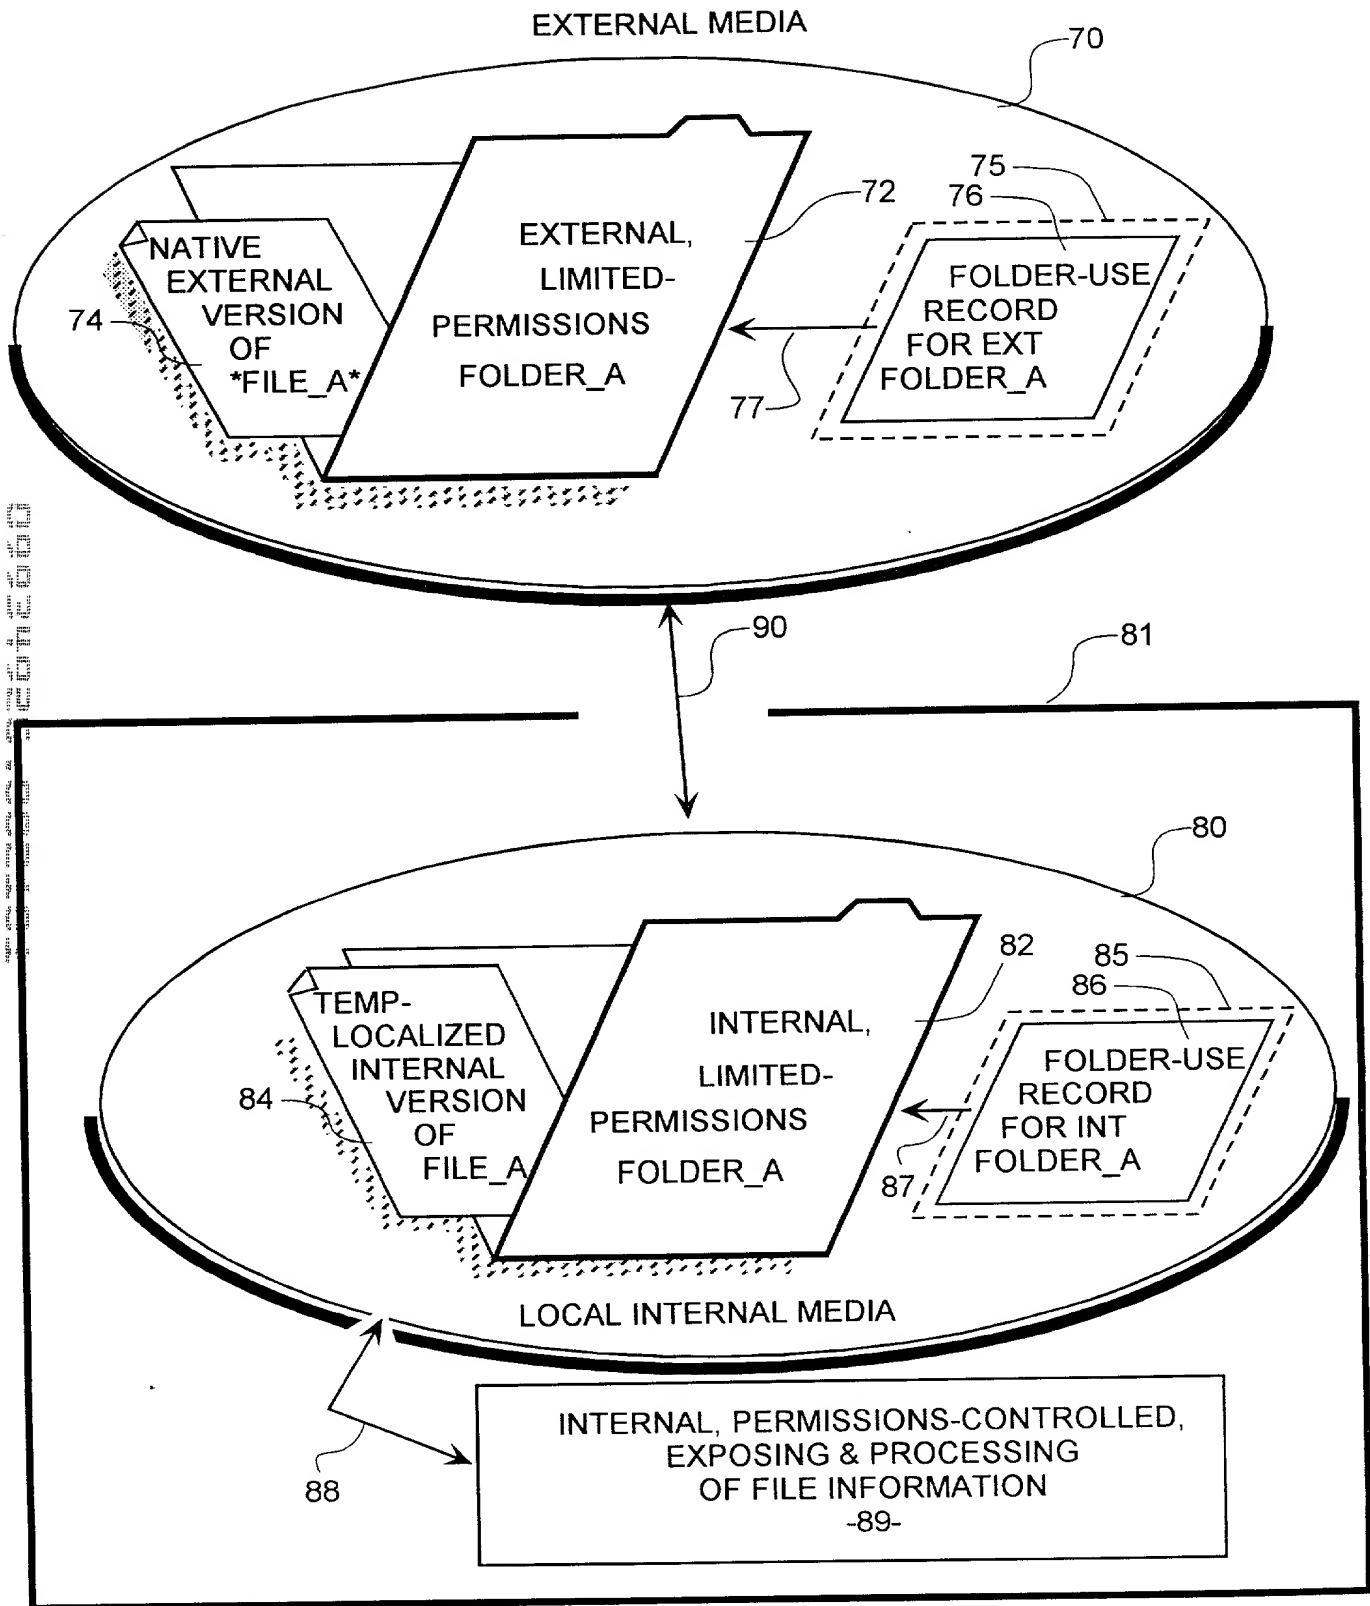 EXTERNAL MEDIA
70
75
76
72
NATIVE
EXTERNAL
VERSION
OF
*FILE_A*
74
EXTERNAL,
LIMITED-
PERMISSIONS
FOLDER_A
FOLDER-USE
RECORD
FOR EXT
FOLDER_A
77
90
81
80
82
85
86
TEMP-
LOCALIZED
INTERNAL
VERSION
OF
FILE_A
84
INTERNAL,
LIMITED-
PERMISSIONS
FOLDER_A
FOLDER-USE
RECORD
FOR INT
FOLDER_A
87
LOCAL INTERNAL MEDIA
88
INTERNAL, PERMISSIONS-CONTROLLED,
EXPOSING & PROCESSING
OF FILE INFORMATION
-89-